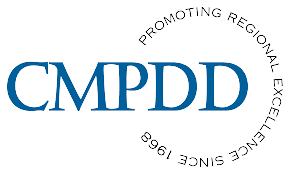 CMPDD
PROMOTING REGIONAL EXCELLENCE SINCE 1968